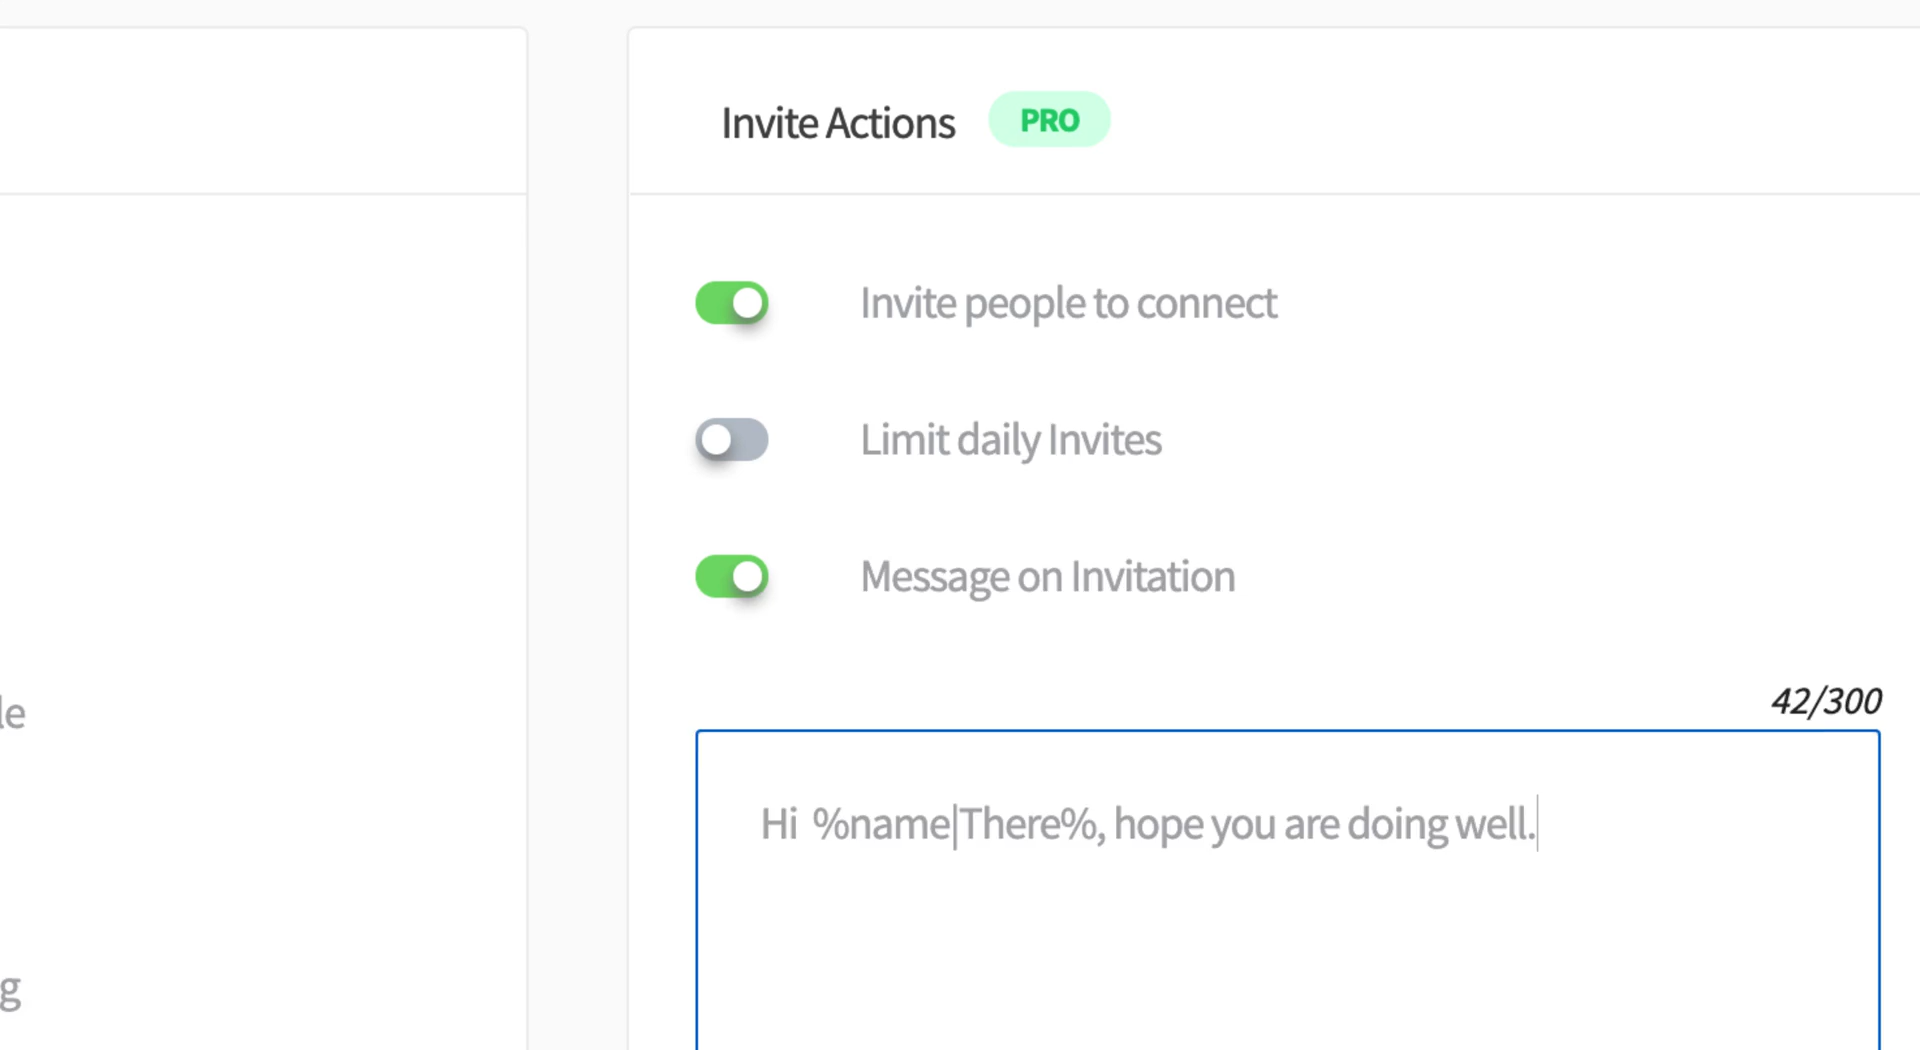 Invite Actions PRO
Invite people to connect
Limit daily Invites
Message on Invitation
le
42/300
Hi  %name|There%, hope you are doing well.
g